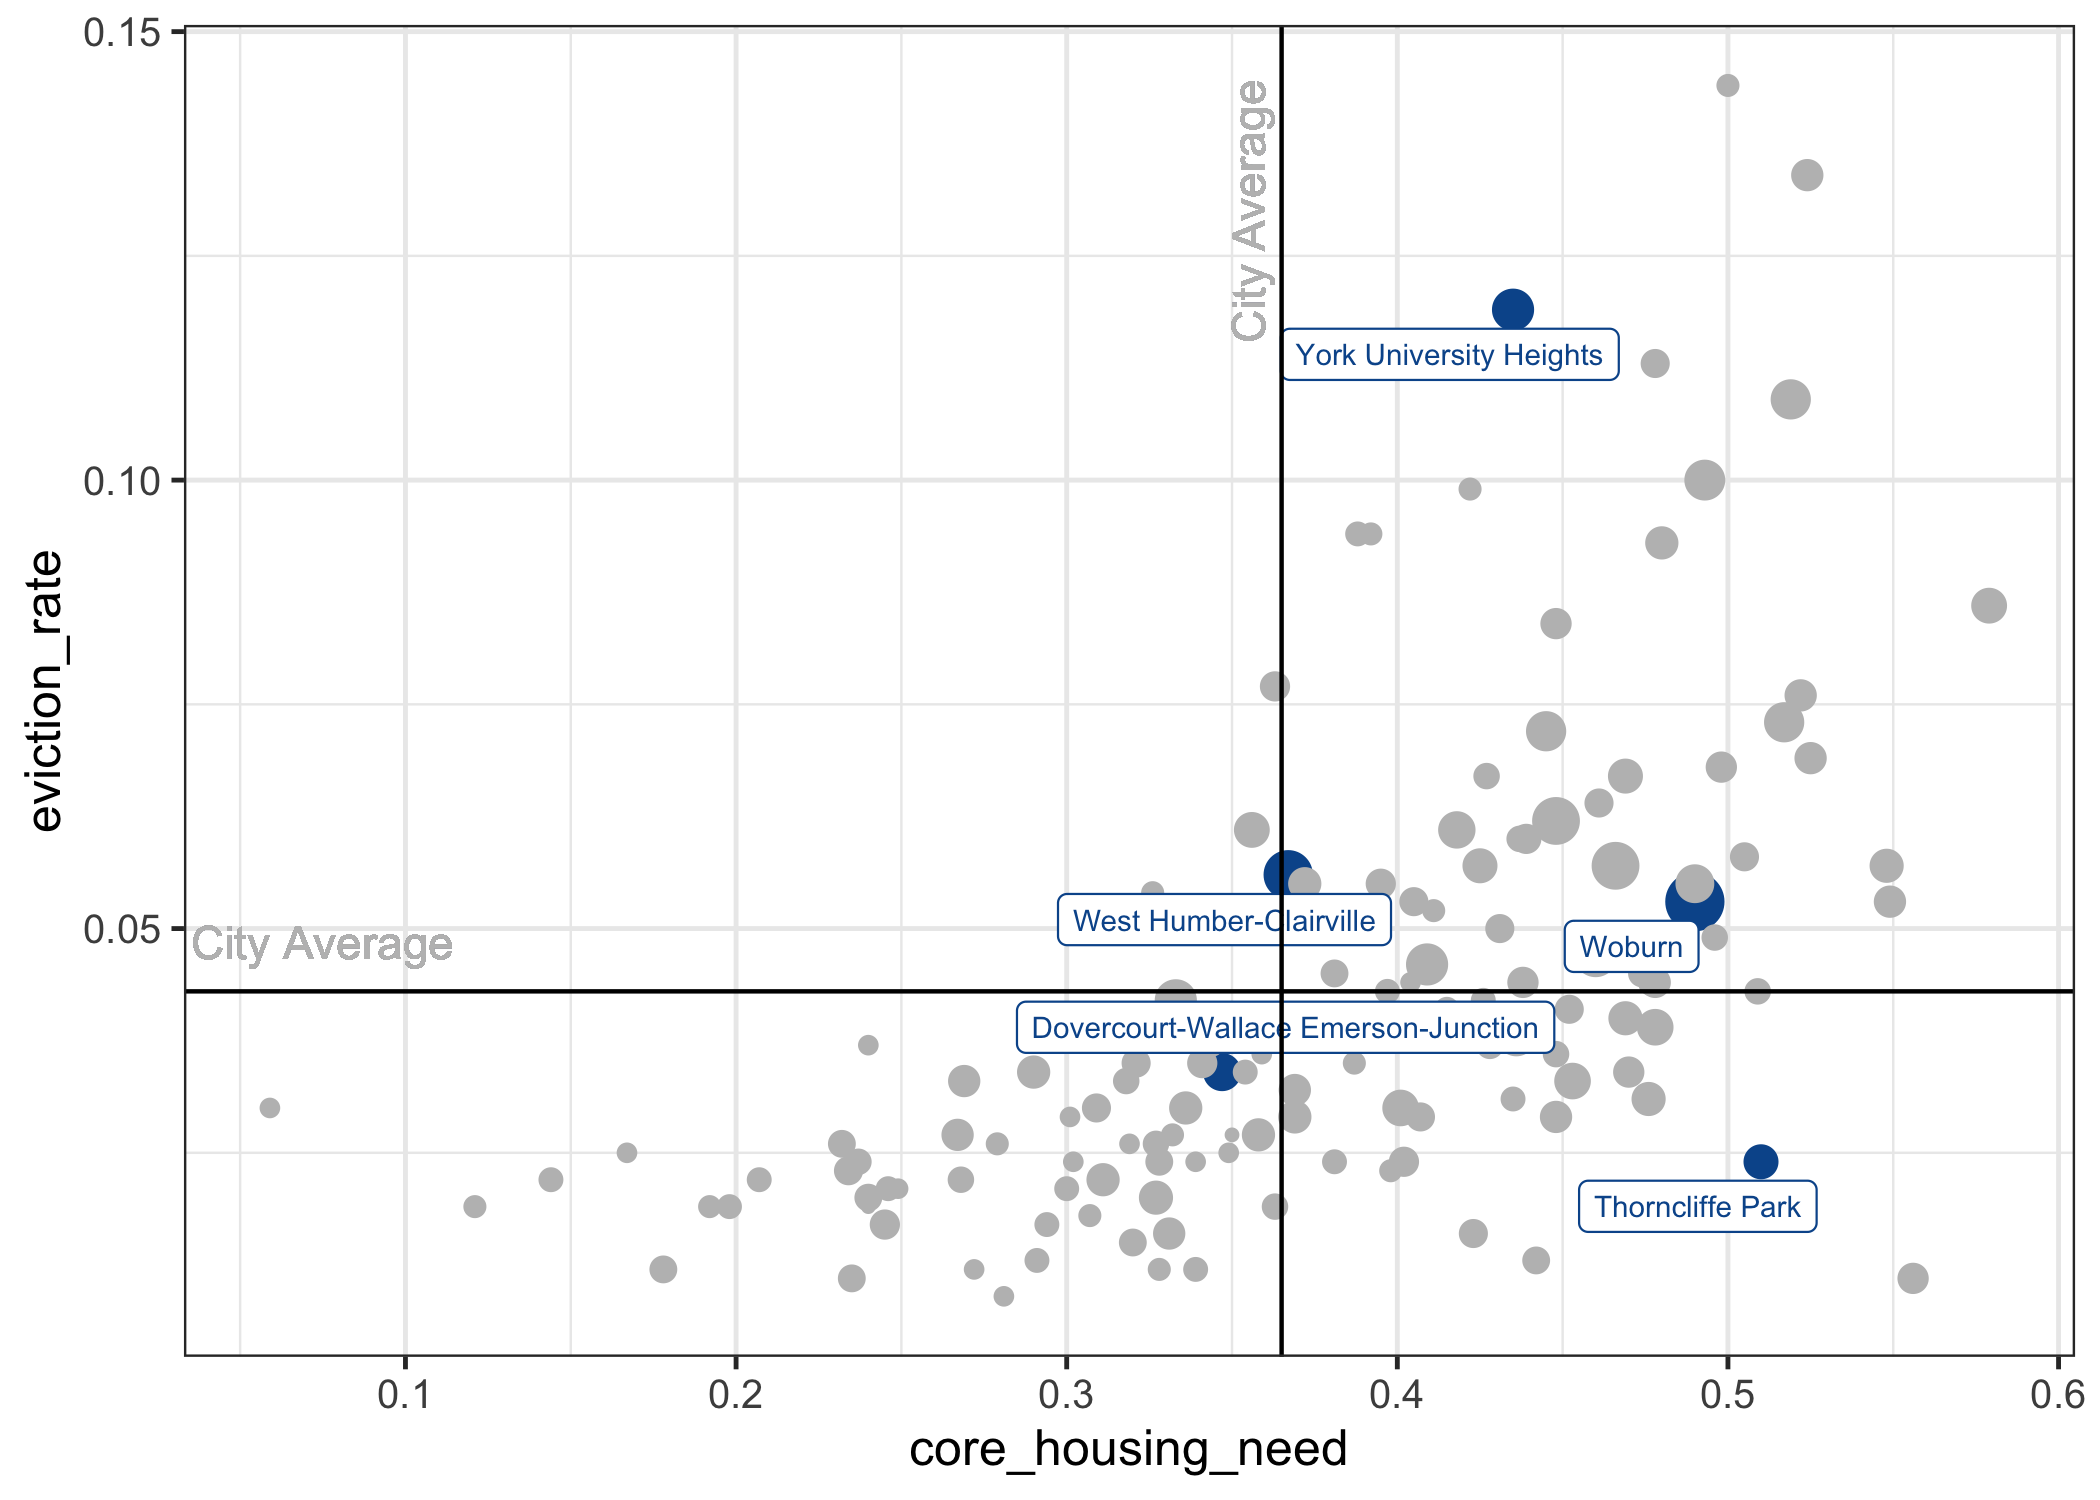 0.15
City Average
York University Heights
0.10
eviction_rate
West Humber-Clairville
0.05
City Average
Woburn
Dovercourt-Wallace Emerson-Junction
Thorncliffe Park
0.1
0.2
0.3
0.4
0.5
0.6
core_housing_need